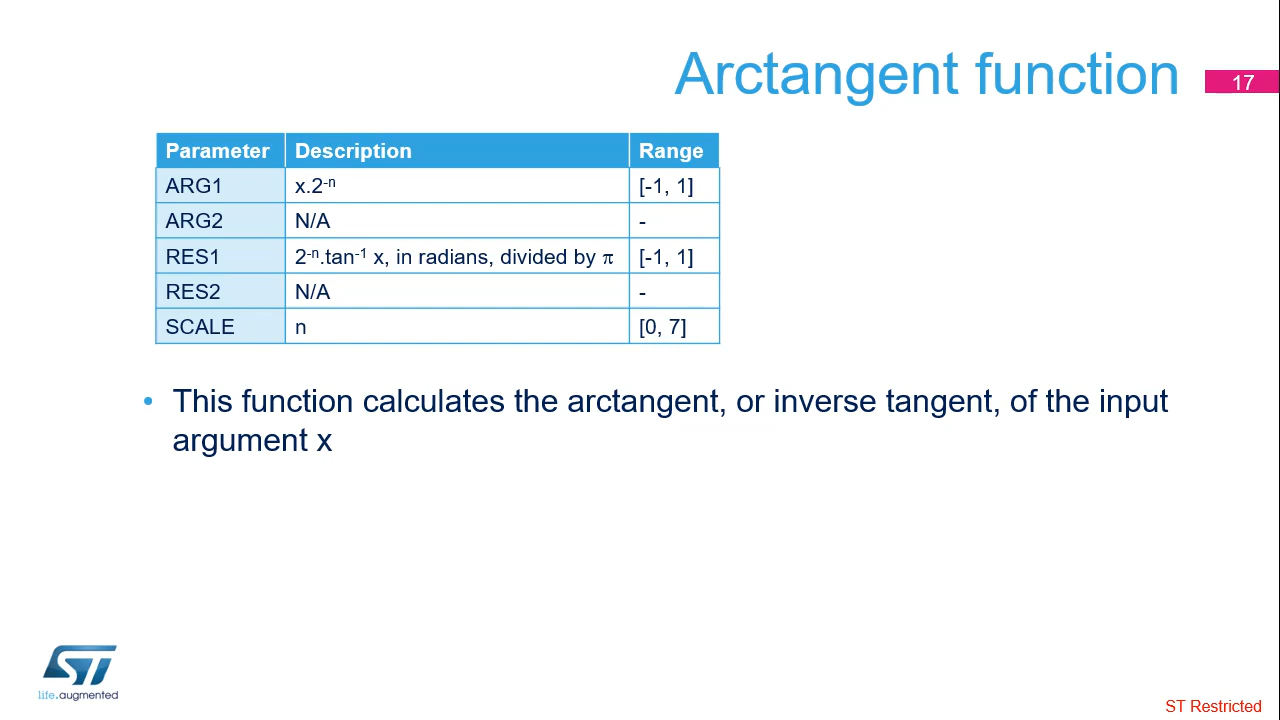 Arctangent function
17
Parameter Description Range
ARG1 x.2⁻ⁿ [-1, 1]
ARG2 N/A -
RES1 2⁻ⁿ.tan⁻¹ x, in radians, divided by π [-1, 1]
RES2 N/A -
SCALE n [0, 7]
• This function calculates the arctangent, or inverse tangent, of the input
argument x
ST
life.augmented
ST Restricted